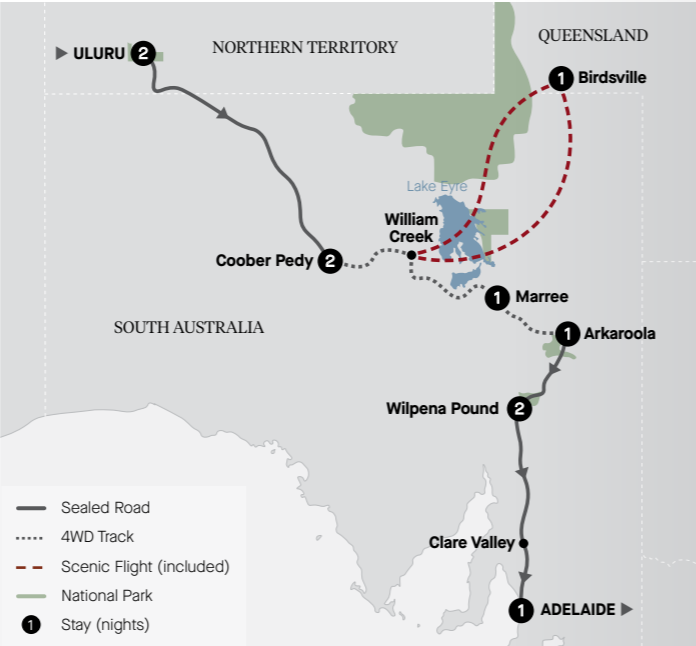 NORTHERN TERRITORY
QUEENSLAND
ULURU 2
1 Birdsville
Lake Eyre
William
Creek
Coober Pedy 2
1 Marree
SOUTH AUSTRALIA
1 Arkaroola
Wilpena Pound 2
Sealed Road
4WD Track
Clare Valley
Scenic Flight (included)
National Park
1 ADELAIDE
1 Stay (nights)